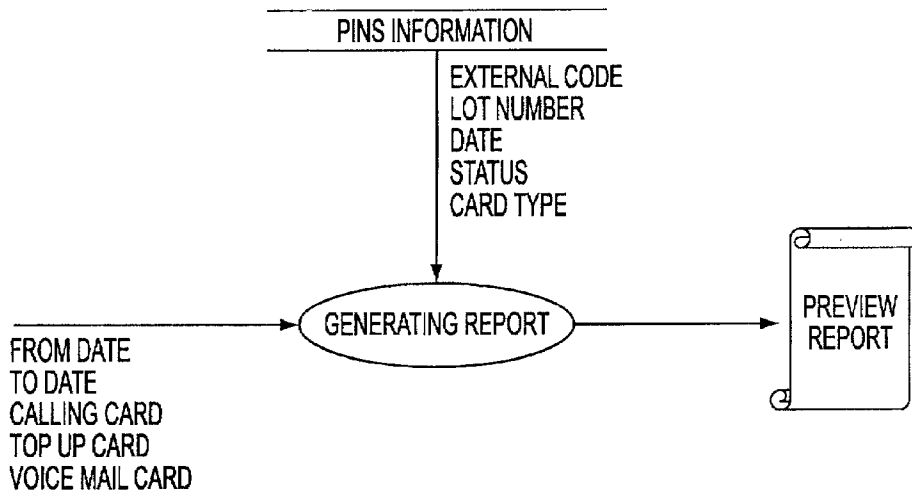 PINS INFORMATION
EXTERNAL CODE
LOT NUMBER
DATE
STATUS
CARD TYPE
GENERATING REPORT
PREVIEW
REPORT
FROM DATE
TO DATE
CALLING CARD
TOP UP CARD
VOICE MAIL CARD